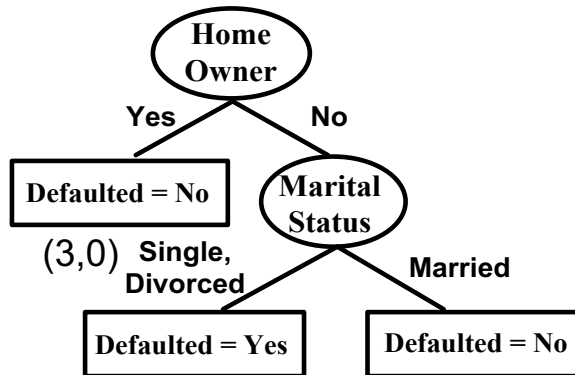 Home
Owner
Yes
No
Defaulted = No
Marital
Status
(3,0)
Single,
Divorced
Married
Defaulted = Yes
Defaulted = No